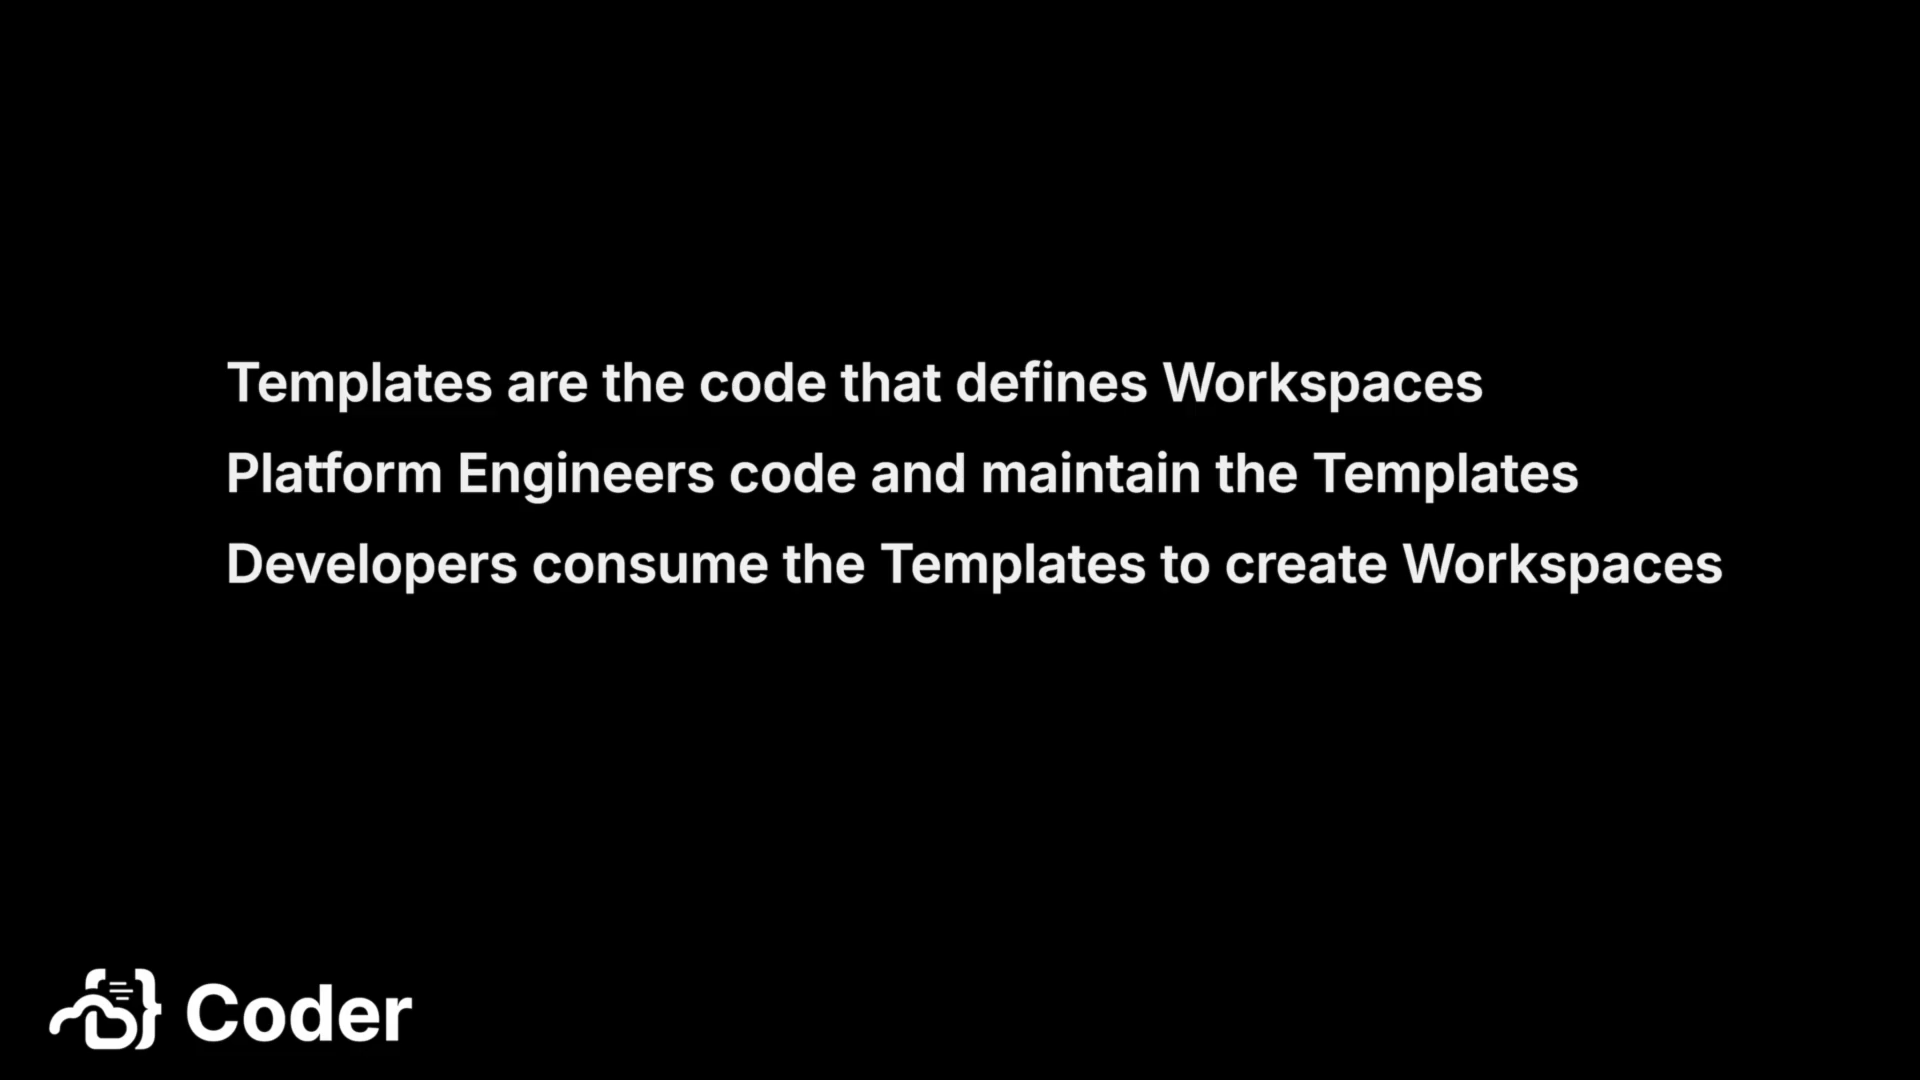 Templates are the code that defines Workspaces
Platform Engineers code and maintain the Templates
Developers consume the Templates to create Workspaces
Coder